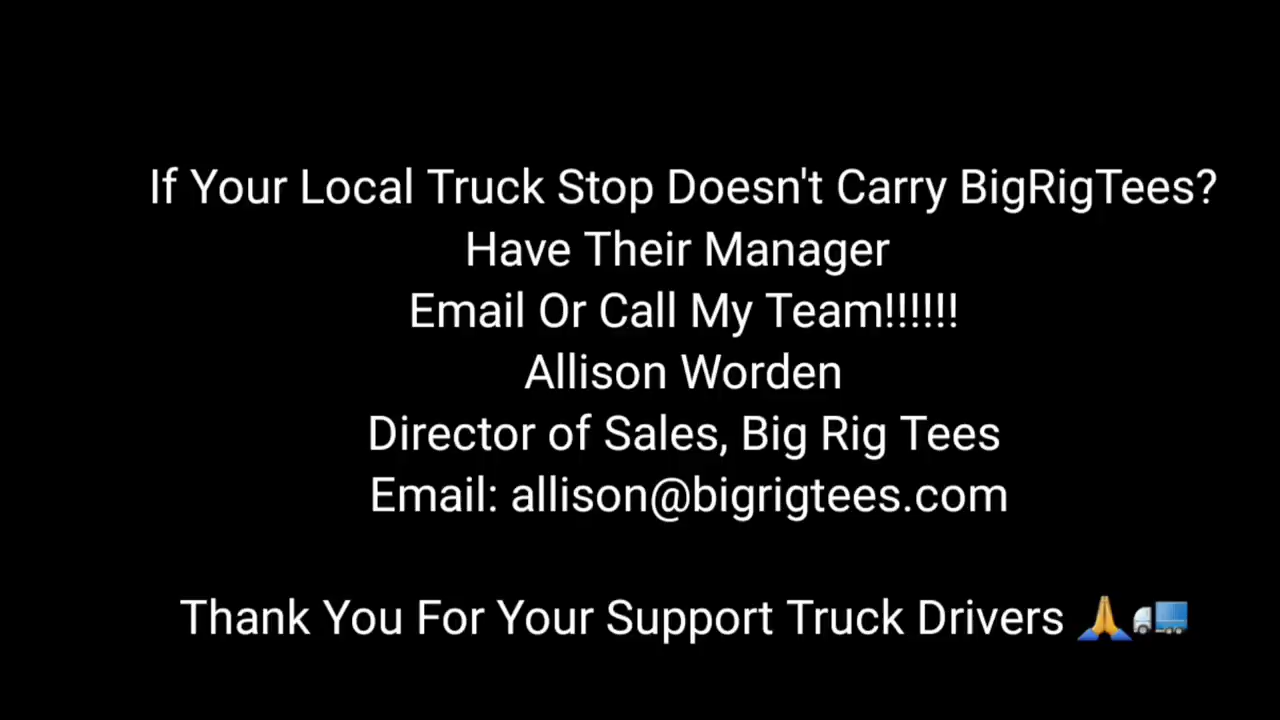 If Your Local Truck Stop Doesn't Carry BigRigTees?
Have Their Manager
Email Or Call My Team!!!!!!
Allison Worden
Director of Sales, Big Rig Tees
Email: allison@bigrigtees.com
Thank You For Your Support Truck Drivers 🙏🚛